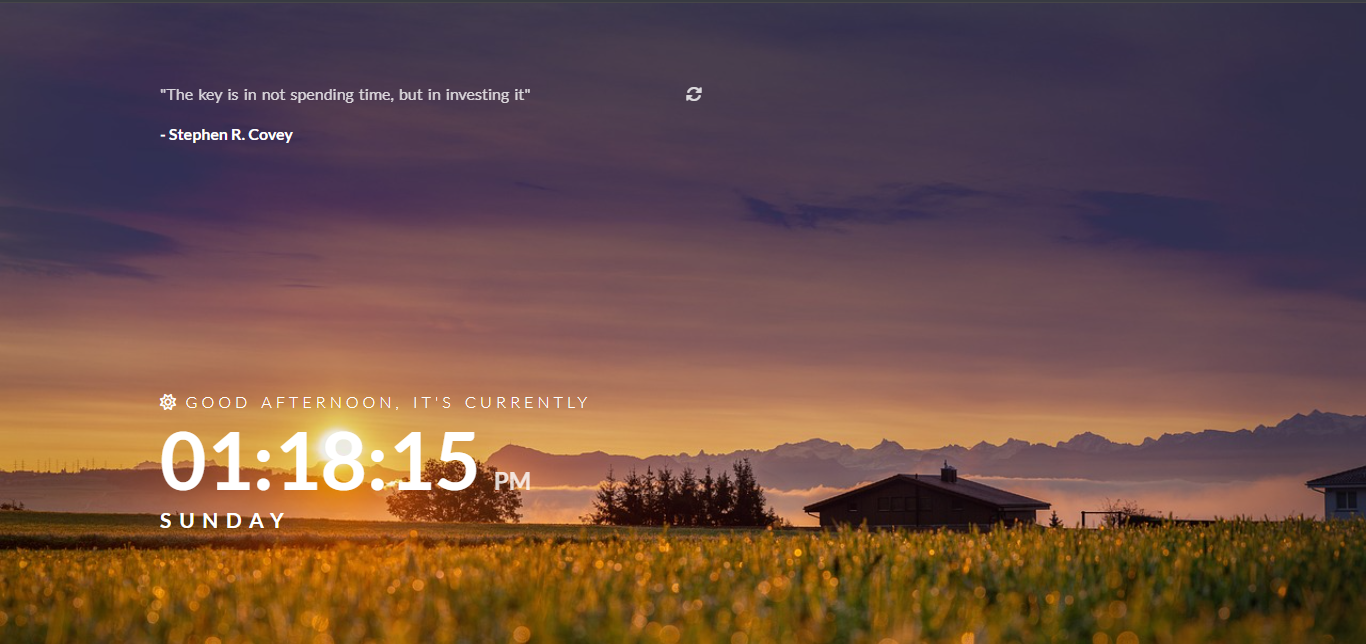 "The key is in not spending time, but in investing it"
- Stephen R. Covey
GOOD AFTERNOON, IT'S CURRENTLY
01:18:15 PM
SUNDAY